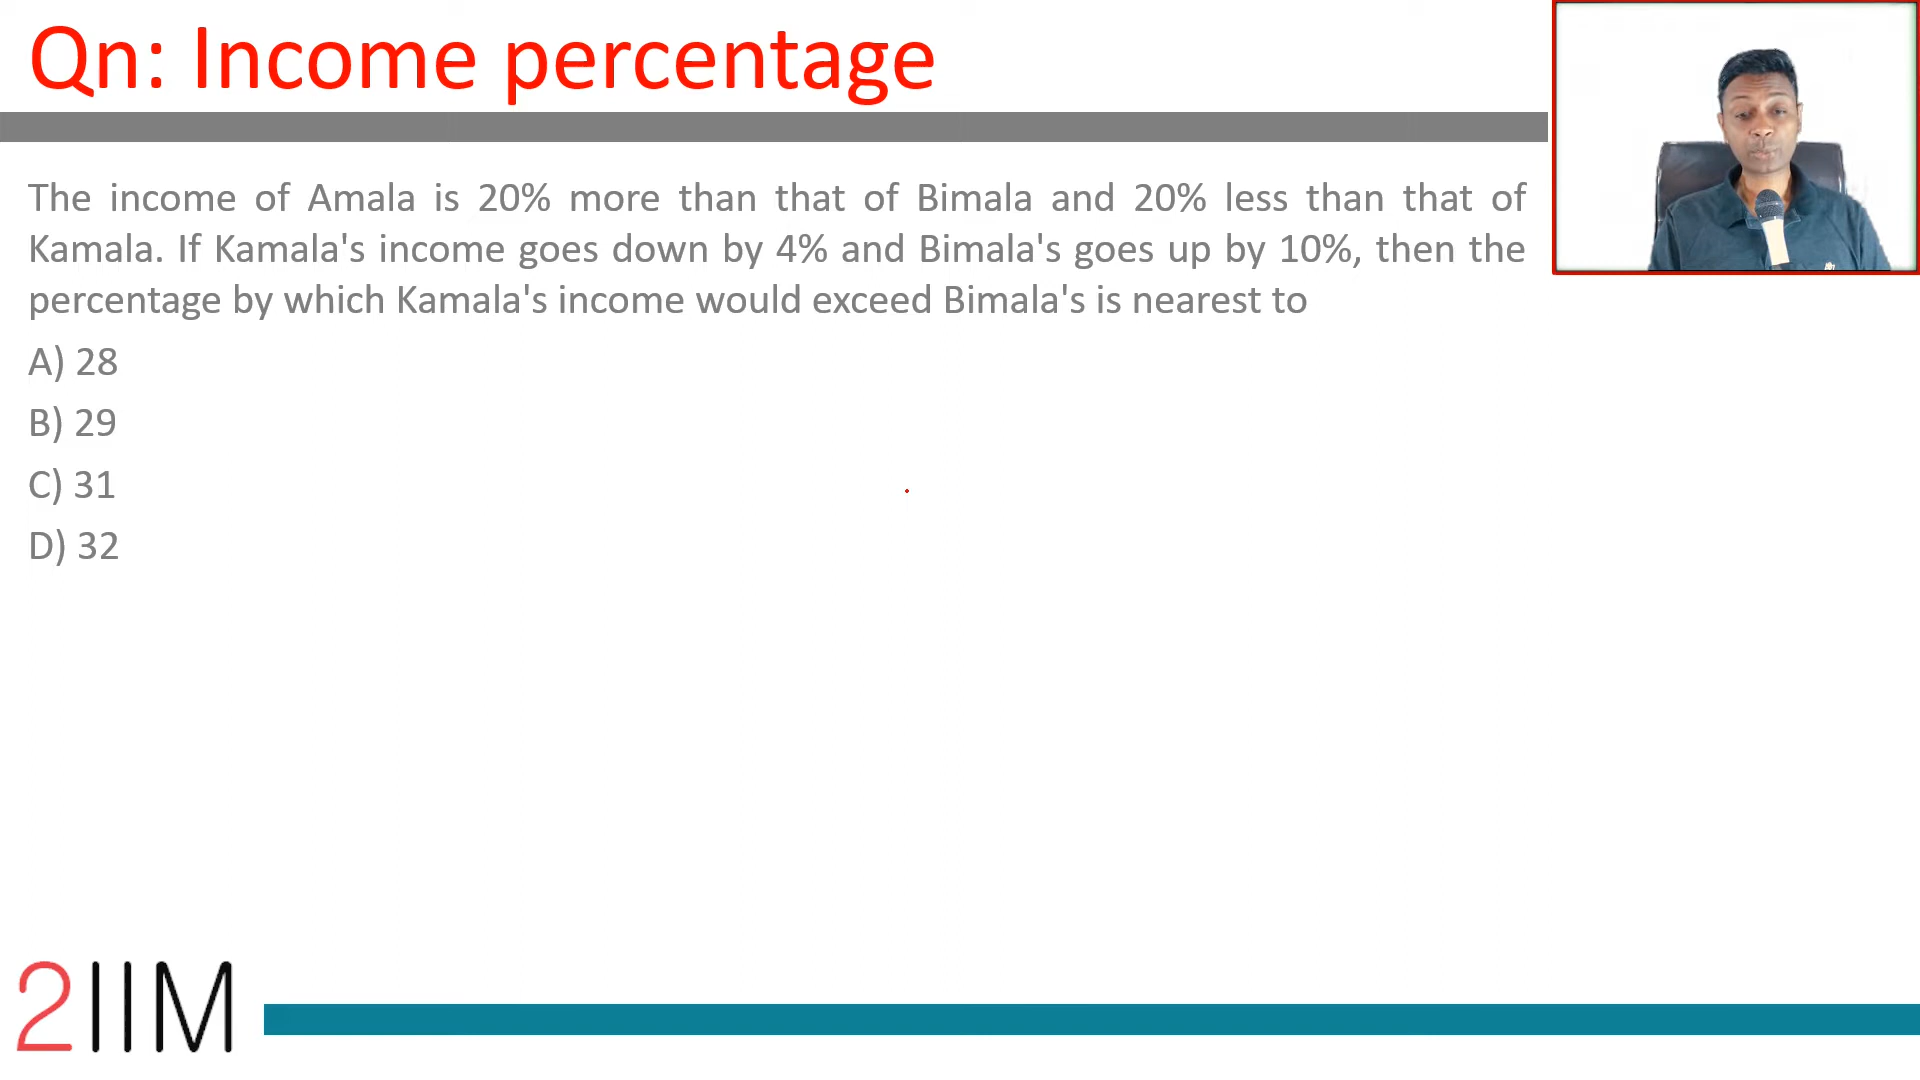 Qn: Income percentage
The income of Amala is 20% more than that of Bimala and 20% less than that of
Kamala. If Kamala's income goes down by 4% and Bimala's goes up by 10%, then the
percentage by which Kamala's income would exceed Bimala's is nearest to
A) 28
B) 29
C) 31
D) 32
2IIM